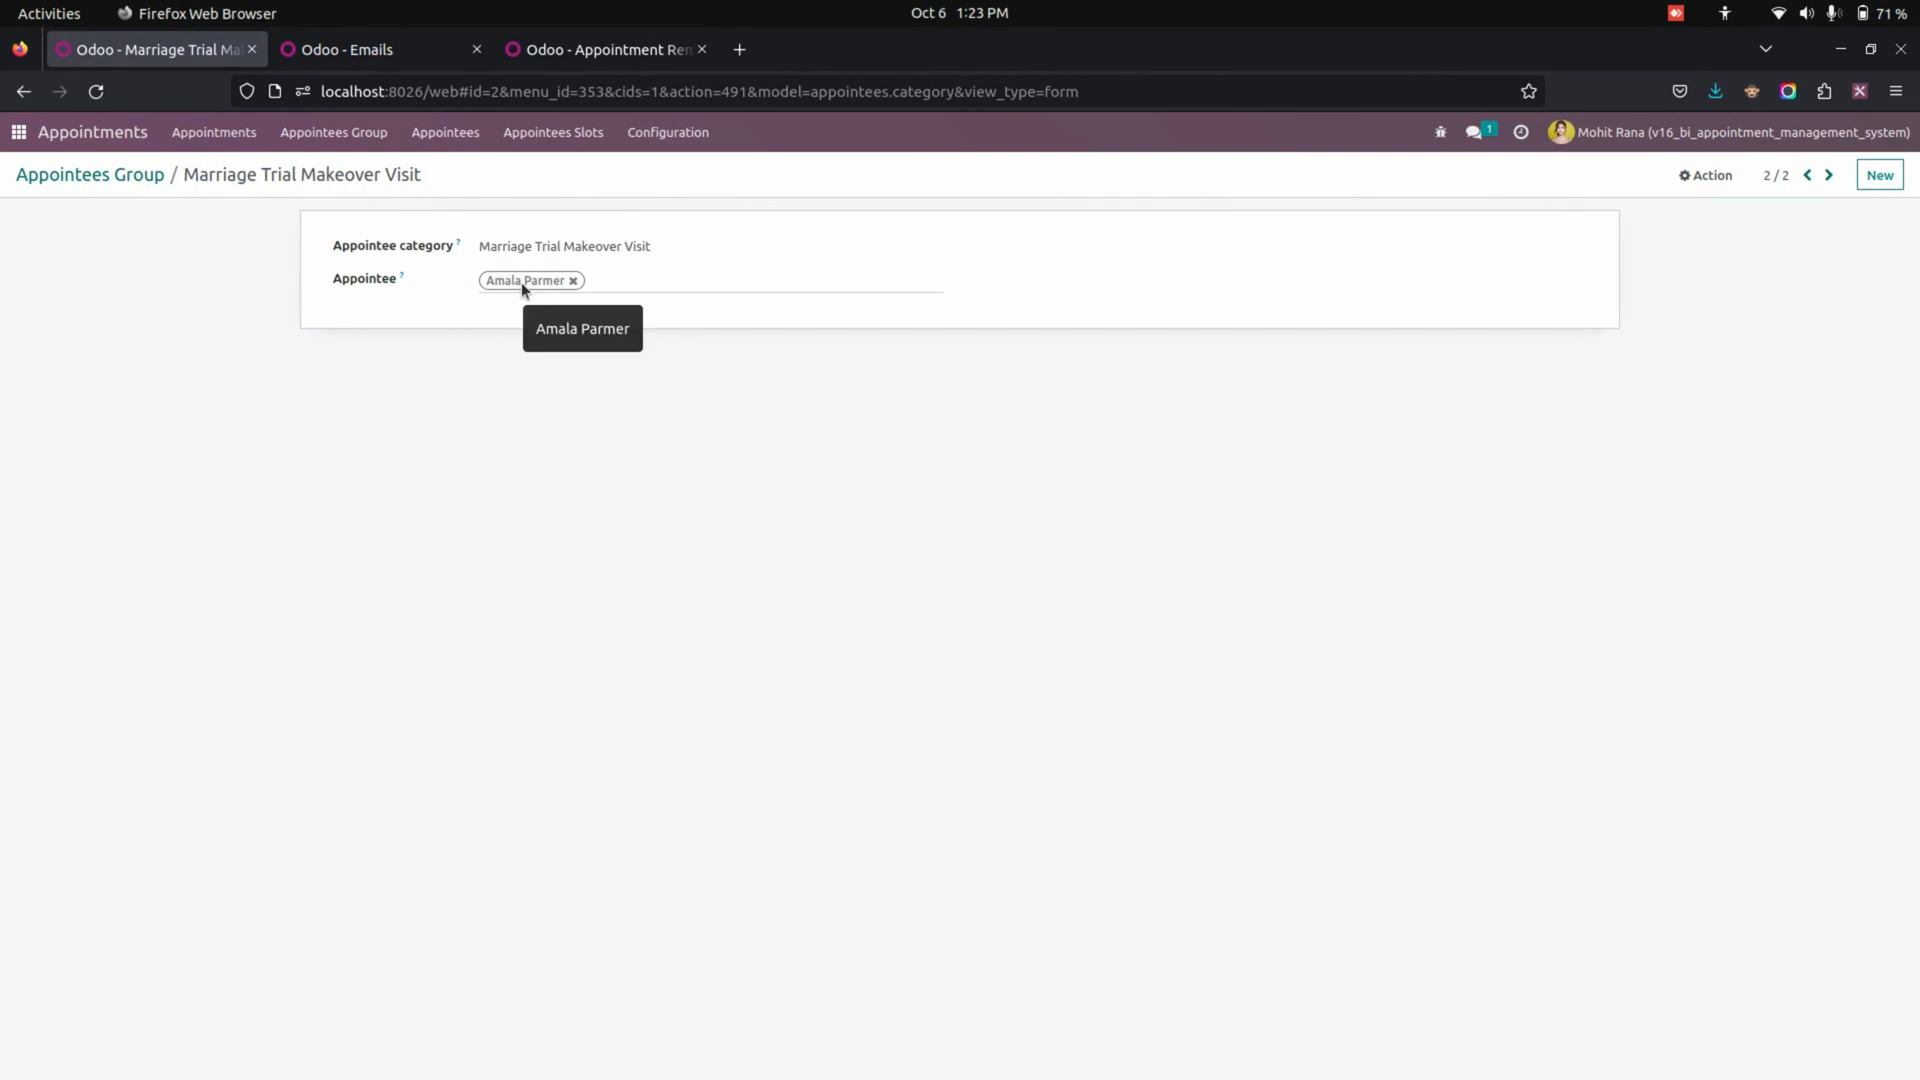 Activities
Firefox Web Browser
Oct 6 1:23 PM
71 %
Odoo - Marriage Trial Ma
Odoo - Emails
Odoo - Appointment Rem
localhost:8026/web#id=2&menu_id=353&cids=1&action=491&model=appointees.category&view_type=form
Appointments
Appointments
Appointees Group
Appointees
Appointees Slots
Configuration
1
Mohit Rana (v16_bi_appointment_management_system)
Appointees Group / Marriage Trial Makeover Visit
Action
2 / 2
New
Appointee category ?
Marriage Trial Makeover Visit
Appointee ?
Amala Parmer
Amala Parmer